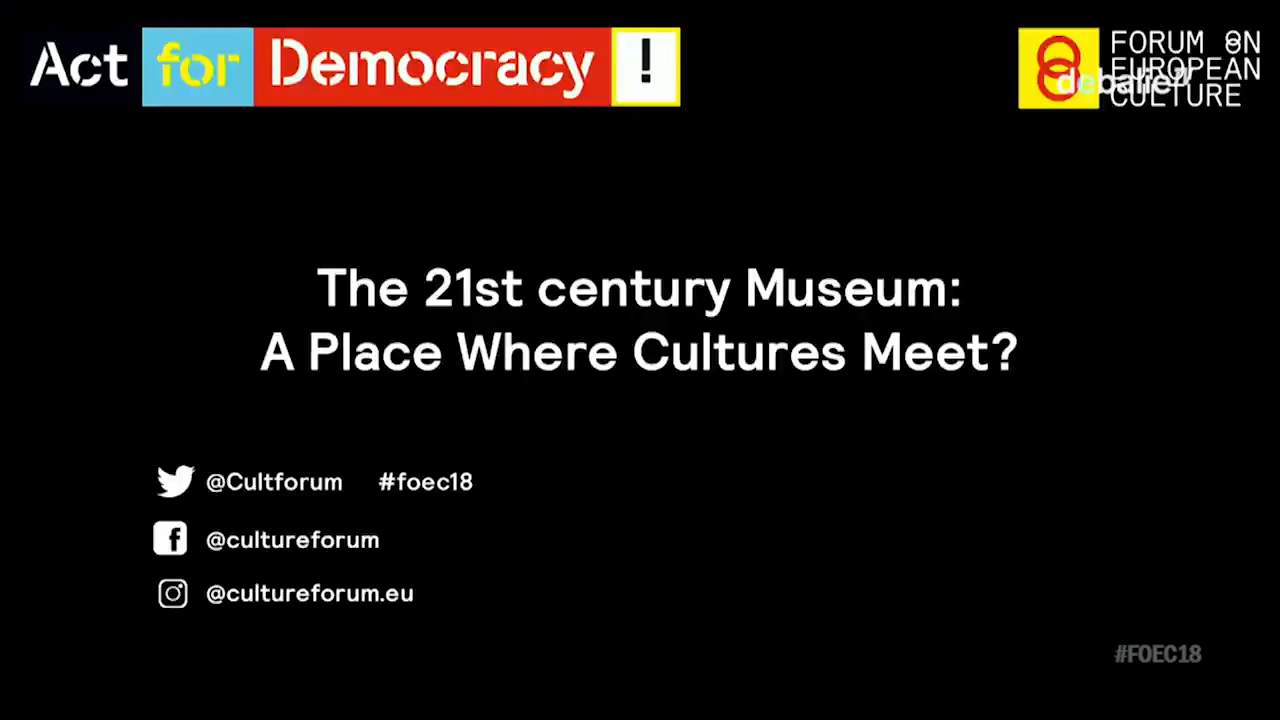 Act for Democracy !
FORUM ON
EUROPEAN
CULTURE
debalie
The 21st century Museum:
A Place Where Cultures Meet?
@Cultforum #foec18
@cultureforum
@cultureforum.eu
#FOEC18